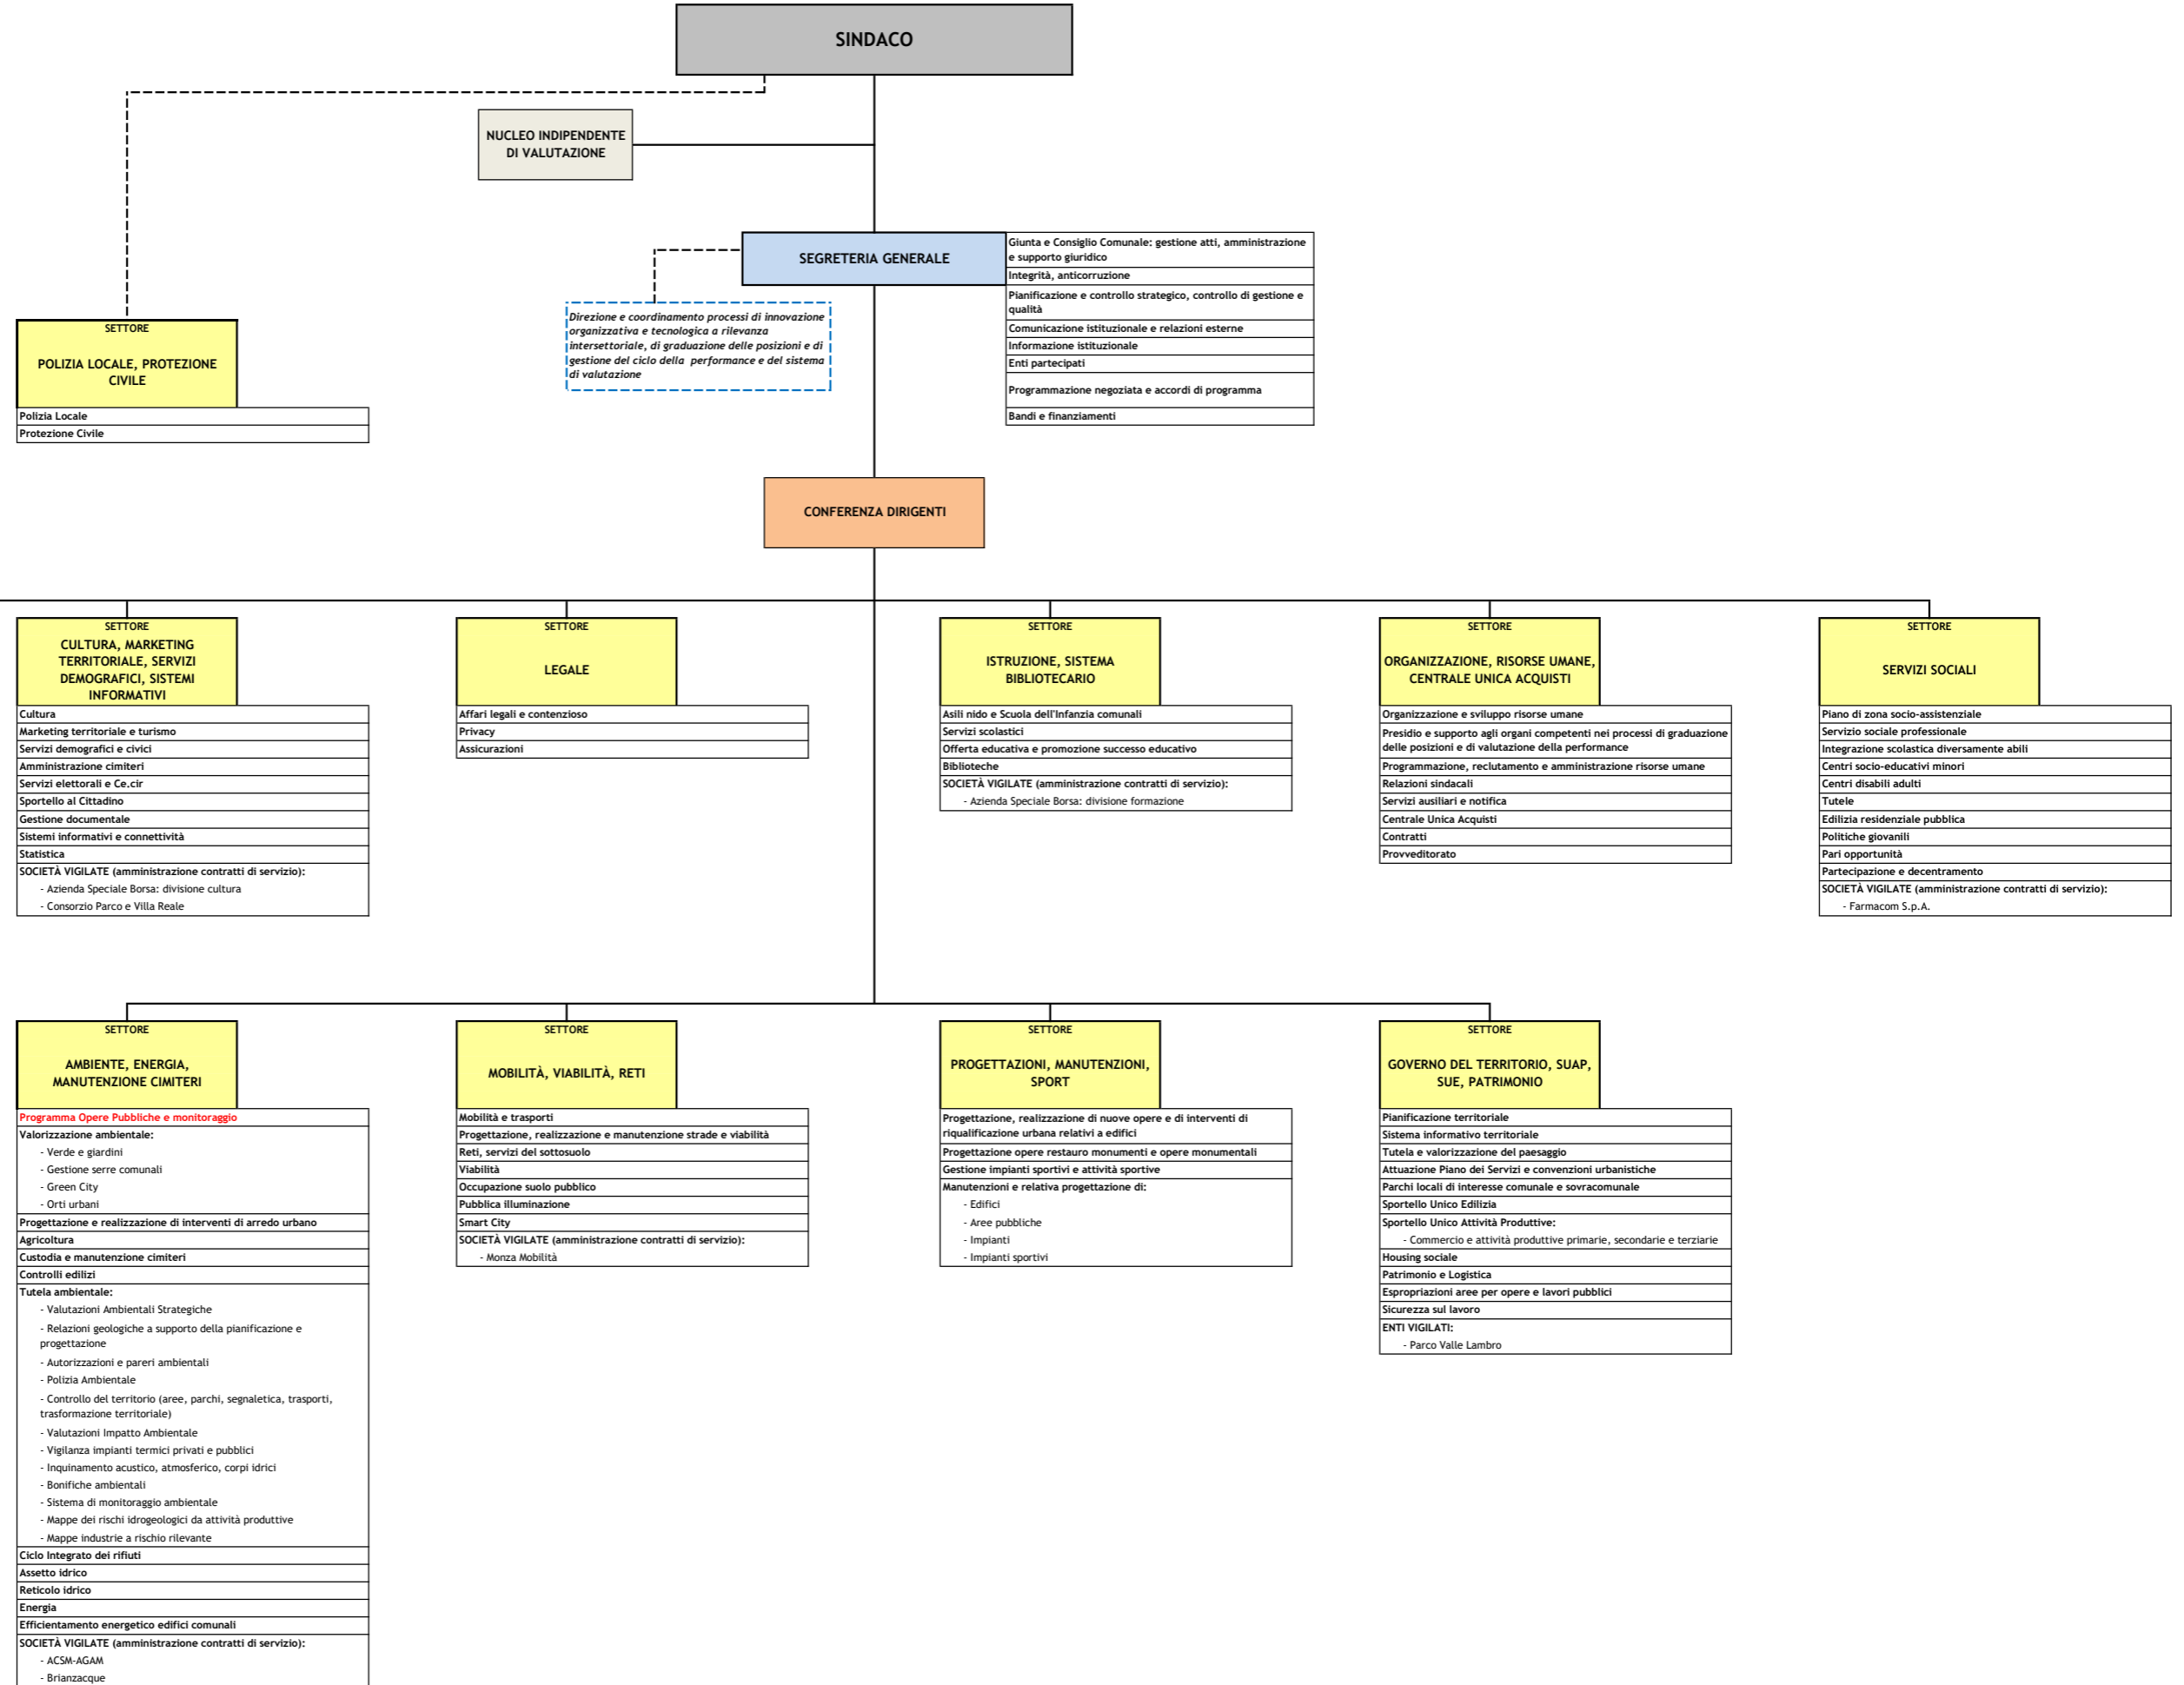 SINDACO
NUCLEO INDIPENDENTE
DI VALUTAZIONE
SEGRETERIA GENERALE
Giunta e Consiglio Comunale: gestione atti, amministrazione
e supporto giuridico
Integrità, anticorruzione
Pianificazione e controllo strategico, controllo di gestione e
qualità
Comunicazione istituzionale e relazioni esterne
Informazione istituzionale
Enti partecipati
Programmazione negoziata e accordi di programma
Bandi e finanziamenti
Direzione e coordinamento processi di innovazione
organizzativa e tecnologica a rilevanza
intersettoriale, di graduazione delle posizioni e di
gestione del ciclo della performance e del sistema
di valutazione
SETTORE
POLIZIA LOCALE, PROTEZIONE
CIVILE
Polizia Locale
Protezione Civile
CONFERENZA DIRIGENTI
SETTORE
CULTURA, MARKETING
TERRITORIALE, SERVIZI
DEMOGRAFICI, SISTEMI
INFORMATIVI
Cultura
Marketing territoriale e turismo
Servizi demografici e civici
Amministrazione cimiteri
Servizi elettorali e Ce.cir
Sportello al Cittadino
Gestione documentale
Sistemi informativi e connettività
Statistica
SOCIETÀ VIGILATE (amministrazione contratti di servizio):
- Azienda Speciale Borsa: divisione cultura
- Consorzio Parco e Villa Reale
SETTORE
LEGALE
Affari legali e contenzioso
Privacy
Assicurazioni
SETTORE
ISTRUZIONE, SISTEMA
BIBLIOTECARIO
Asili nido e Scuola dell'Infanzia comunali
Servizi scolastici
Offerta educativa e promozione successo educativo
Biblioteche
SOCIETÀ VIGILATE (amministrazione contratti di servizio):
- Azienda Speciale Borsa: divisione formazione
SETTORE
ORGANIZZAZIONE, RISORSE UMANE,
CENTRALE UNICA ACQUISTI
Organizzazione e sviluppo risorse umane
Presidio e supporto agli organi competenti nei processi di graduazione
delle posizioni e di valutazione della performance
Programmazione, reclutamento e amministrazione risorse umane
Relazioni sindacali
Servizi ausiliari e notifica
Centrale Unica Acquisti
Contratti
Provveditorato
SETTORE
SERVIZI SOCIALI
Piano di zona socio-assistenziale
Servizio sociale professionale
Integrazione scolastica diversamente abili
Centri socio-educativi minori
Centri disabili adulti
Tutele
Edilizia residenziale pubblica
Politiche giovanili
Pari opportunità
Partecipazione e decentramento
SOCIETÀ VIGILATE (amministrazione contratti di servizio):
- Farmacom S.p.A.
SETTORE
AMBIENTE, ENERGIA,
MANUTENZIONE CIMITERI
Programma Opere Pubbliche e monitoraggio
Valorizzazione ambientale:
- Verde e giardini
- Gestione serre comunali
- Green City
- Orti urbani
Progettazione e realizzazione di interventi di arredo urbano
Agricoltura
Custodia e manutenzione cimiteri
Controlli edilizi
Tutela ambientale:
- Valutazioni Ambientali Strategiche
- Relazioni geologiche a supporto della pianificazione e
progettazione
- Autorizzazioni e pareri ambientali
- Polizia Ambientale
- Controllo del territorio (aree, parchi, segnaletica, trasporti,
trasformazione territoriale)
- Valutazioni Impatto Ambientale
- Vigilanza impianti termici privati e pubblici
- Inquinamento acustico, atmosferico, corpi idrici
- Bonifiche ambientali
- Sistema di monitoraggio ambientale
- Mappe dei rischi idrogeologici da attività produttive
- Mappe industrie a rischio rilevante
Ciclo Integrato dei rifiuti
Assetto idrico
Reticolo idrico
Energia
Efficientamento energetico edifici comunali
SOCIETÀ VIGILATE (amministrazione contratti di servizio):
- ACSM-AGAM
- Brianzacque
SETTORE
MOBILITÀ, VIABILITÀ, RETI
Mobilità e trasporti
Progettazione, realizzazione e manutenzione strade e viabilità
Reti, servizi del sottosuolo
Viabilità
Occupazione suolo pubblico
Pubblica illuminazione
Smart City
SOCIETÀ VIGILATE (amministrazione contratti di servizio):
- Monza Mobilità
SETTORE
PROGETTAZIONI, MANUTENZIONI,
SPORT
Progettazione, realizzazione di nuove opere e di interventi di
riqualificazione urbana relativi a edifici
Progettazione opere restauro monumenti e opere monumentali
Gestione impianti sportivi e attività sportive
Manutenzioni e relativa progettazione di:
- Edifici
- Aree pubbliche
- Impianti
- Impianti sportivi
SETTORE
GOVERNO DEL TERRITORIO, SUAP,
SUE, PATRIMONIO
Pianificazione territoriale
Sistema informativo territoriale
Tutela e valorizzazione del paesaggio
Attuazione Piano dei Servizi e convenzioni urbanistiche
Parchi locali di interesse comunale e sovracomunale
Sportello Unico Edilizia
Sportello Unico Attività Produttive:
- Commercio e attività produttive primarie, secondarie e terziarie
Housing sociale
Patrimonio e Logistica
Espropriazioni aree per opere e lavori pubblici
Sicurezza sul lavoro
ENTI VIGILATI:
- Parco Valle Lambro